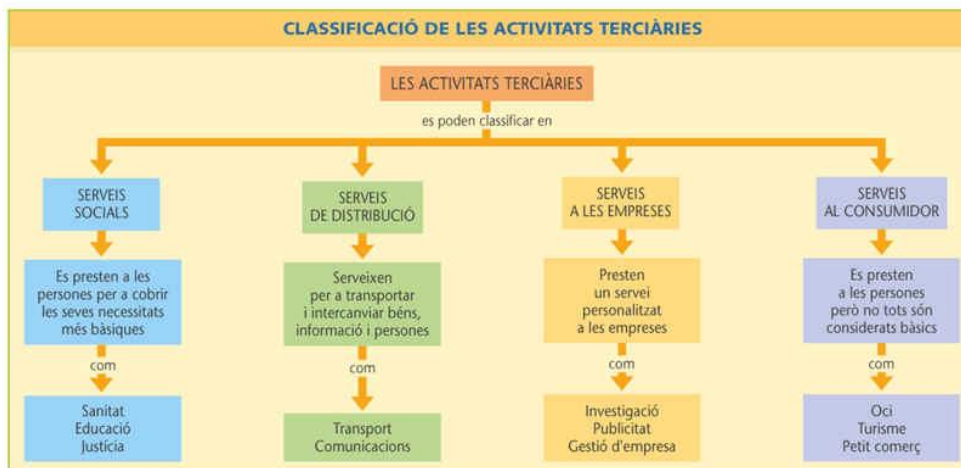 CLASSIFICACIÓ DE LES ACTIVITATS TERCIÀRIES
LES ACTIVITATS TERCIÀRIES
es poden classificar en
SERVEIS
SOCIALS
Es presten a les
persones per a cobrir
les seves necessitats
més bàsiques
com
Sanitat
Educació
Justícia
SERVEIS
DE DISTRIBUCIÓ
Serveixen
per a transportar
i intercanviar béns,
informació i persones
com
Transport
Comunicacions
SERVEIS
A LES EMPRESES
Presten
un servei
personalitzat
a les empreses
com
Investigació
Publicitat
Gestió d'empresa
SERVEIS
AL CONSUMIDOR
Es presten
a les persones
però no tots són
considerats bàsics
com
Oci
Turisme
Petit comerç